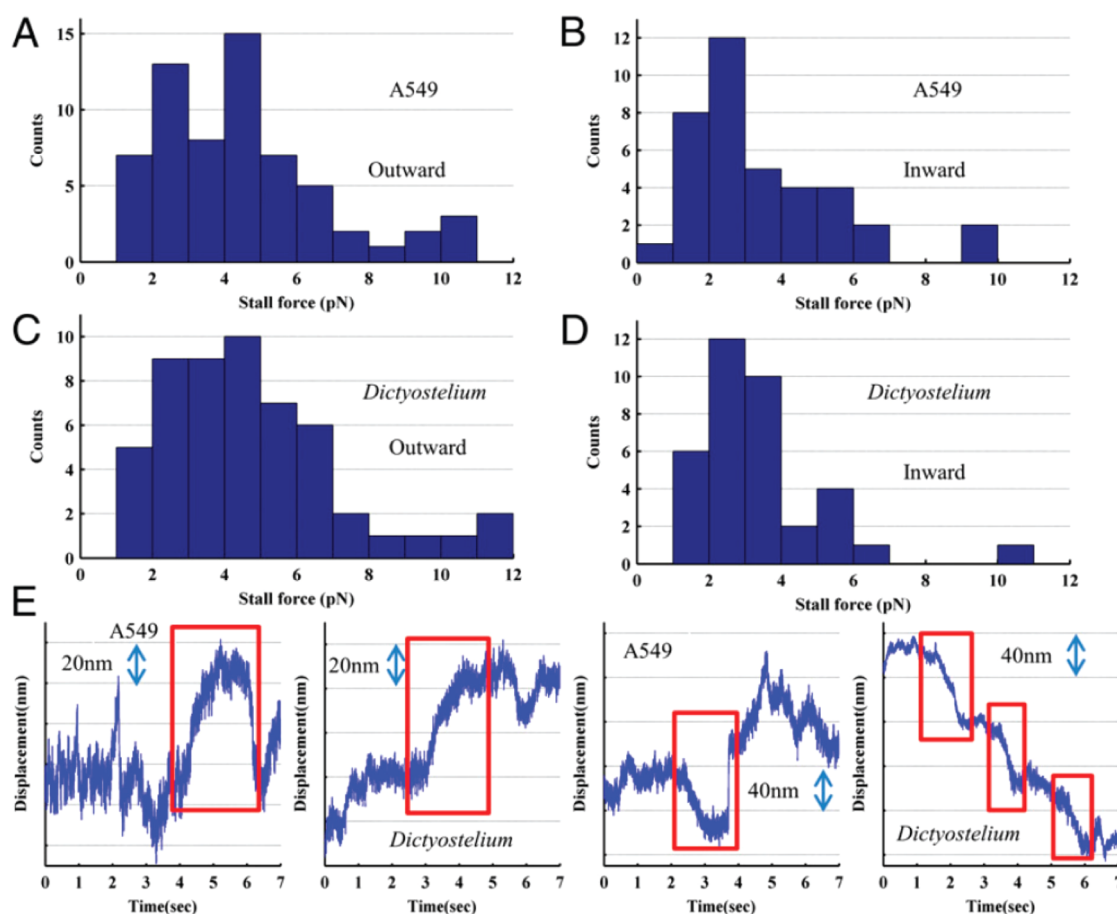 A
15
10
5
0
Counts
A549
Outward
0 2 4 6 8 10 12
Stall force (pN)
B
12
10
8
6
4
2
0
Counts
A549
Inward
0 2 4 6 8 10 12
Stall force (pN)
C
10
8
6
4
2
0
Counts
Dictyostelium
Outward
0 2 4 6 8 10 12
Stall force (pN)
D
12
10
8
6
4
2
0
Counts
Dictyostelium
Inward
0 2 4 6 8 10 12
Stall force (pN)
E
Displacement(nm)
A549
20nm
0 1 2 3 4 5 6 7
Time(sec)
Displacement(nm)
20nm
Dictyostelium
0 1 2 3 4 5 6 7
Time(sec)
Displacement(nm)
A549
40nm
0 1 2 3 4 5 6 7
Time(sec)
Displacement(nm)
40nm
Dictyostelium
0 1 2 3 4 5 6 7
Time(sec)